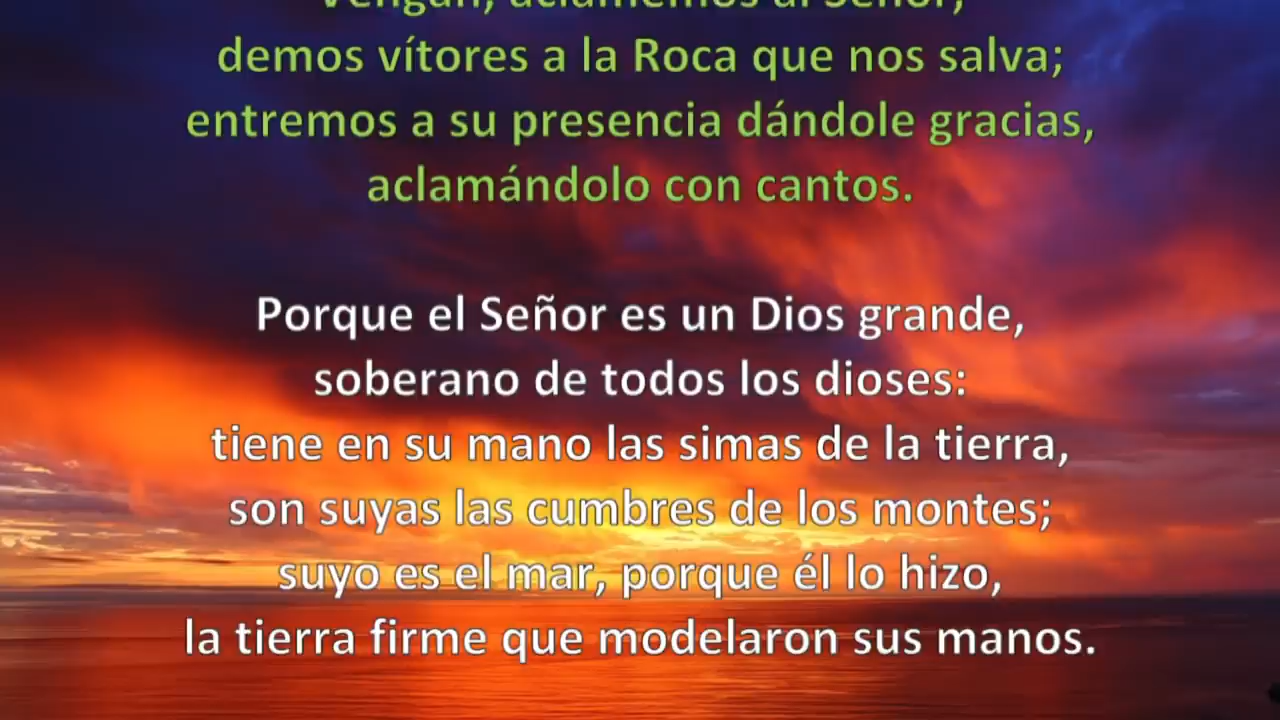 Vengan, aclamemos al Señor,
demos vítores a la Roca que nos salva;
entremos a su presencia dándole gracias,
aclamándolo con cantos.
Porque el Señor es un Dios grande,
soberano de todos los dioses:
tiene en su mano las simas de la tierra,
son suyas las cumbres de los montes;
suyo es el mar, porque él lo hizo,
la tierra firme que modelaron sus manos.